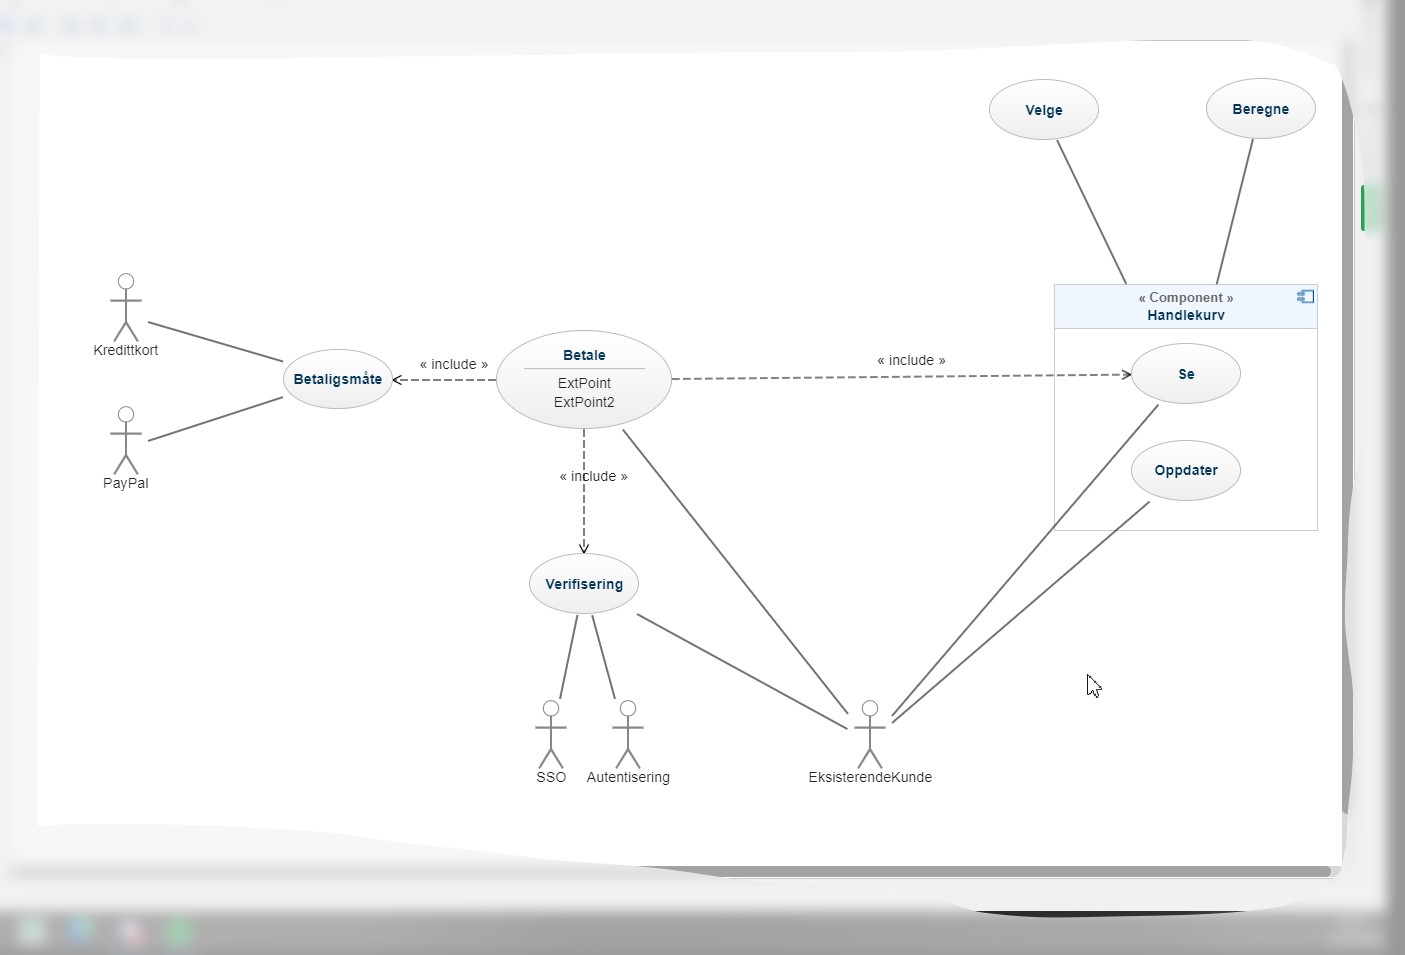 Velge
Beregne
« Component »
Handlekurv
Kredittkort
Betaligsmåte
« include »
Betale
ExtPoint
ExtPoint2
« include »
Se
PayPal
« include »
Oppdater
Verifisering
SSO
Autentisering
EksisterendeKunde